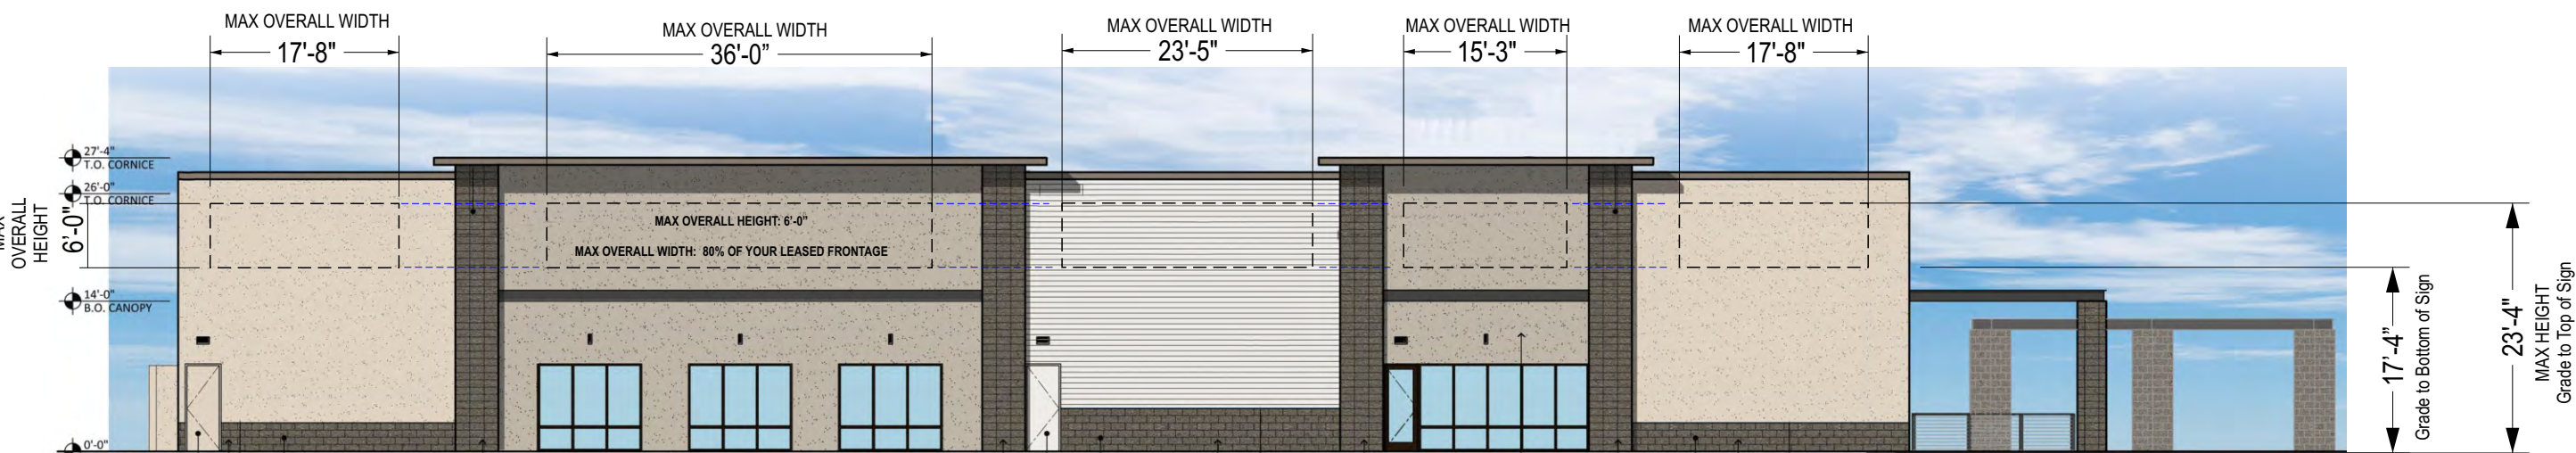 MAX OVERALL WIDTH
17'-8"
MAX OVERALL WIDTH
36'-0”
MAX OVERALL WIDTH
23'-5"
MAX OVERALL WIDTH
15'-3"
MAX OVERALL WIDTH
17'-8"
27'-4"
T.O. CORNICE
26'-0"
T.O. CORNICE
MAX
OVERALL
HEIGHT
6'-0"
MAX OVERALL HEIGHT: 6'-0"
MAX OVERALL WIDTH: 80% OF YOUR LEASED FRONTAGE
14'-0"
B.O. CANOPY
0'-0"
17'-4”
Grade to Bottom of Sign
23'-4"
MAX HEIGHT
Grade to Top of Sign